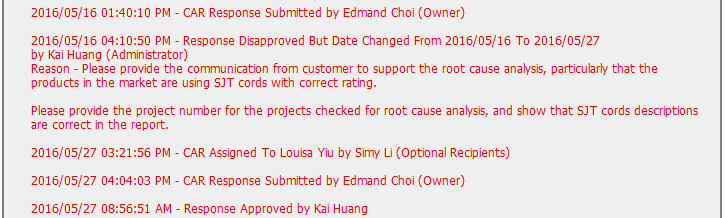 2016/05/16 01:40:10 PM - CAR Response Submitted by Edmand Choi (Owner)
2016/05/16 04:10:50 PM - Response Disapproved But Date Changed From 2016/05/16 To 2016/05/27
by Kai Huang (Administrator)
Reason - Please provide the communication from customer to support the root cause analysis, particularly that the
products in the market are using SJT cords with correct rating.
Please provide the project number for the projects checked for root cause analysis, and show that SJT cords descriptions
are correct in the report.
2016/05/27 03:21:56 PM - CAR Assigned To Louisa Yiu by Simy Li (Optional Recipients)
2016/05/27 04:04:03 PM - CAR Response Submitted by Edmand Choi (Owner)
2016/05/27 08:56:51 AM - Response Approved by Kai Huang